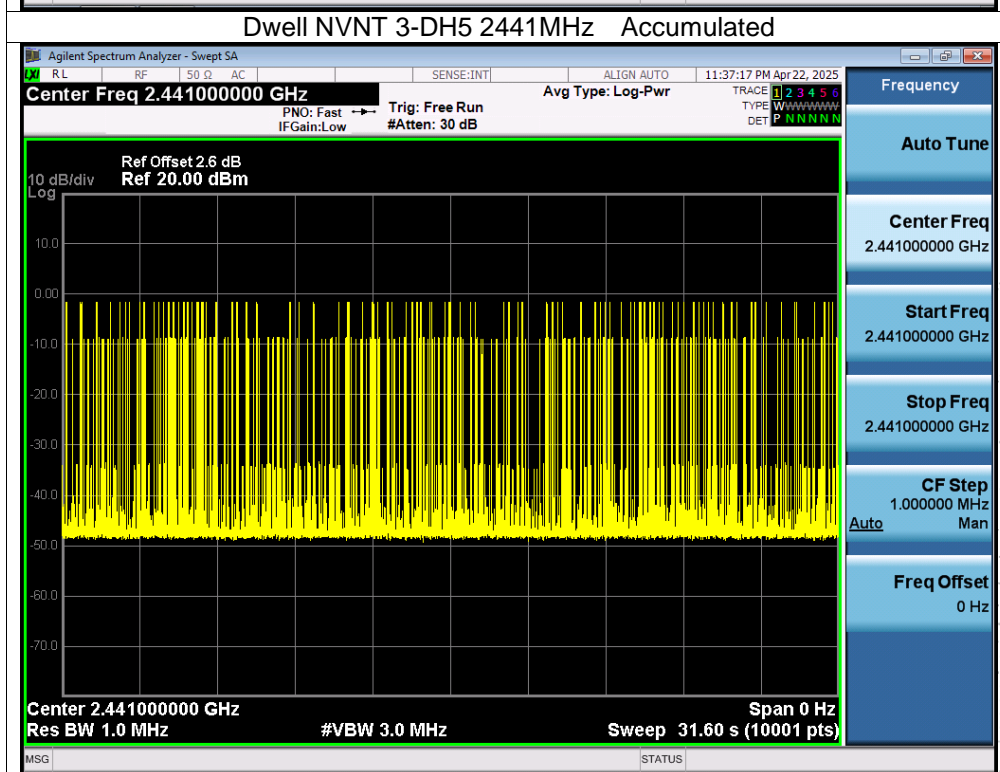 Dwell NVNT 3-DH5 2441MHz Accumulated
Agilent Spectrum Analyzer - Swept SA
LXI RL RF 50 Ω AC SENSE:INT ALIGN AUTO 11:37:17 PM Apr 22, 2025
Center Freq 2.441000000 GHz
PNO: Fast
IFGain:Low
Trig: Free Run
#Atten: 30 dB
Avg Type: Log-Pwr
TRACE 1 2 3 4 5 6
TYPE WWWWWWW
DET P N N N N N
Ref Offset 2.6 dB
10 dB/div Ref 20.00 dBm
Log
10.0
0.00
-10.0
-20.0
-30.0
-40.0
-50.0
-60.0
-70.0
Center 2.441000000 GHz Span 0 Hz
Res BW 1.0 MHz #VBW 3.0 MHz Sweep 31.60 s (10001 pts)
MSG STATUS
Frequency
Auto Tune
Center Freq
2.441000000 GHz
Start Freq
2.441000000 GHz
Stop Freq
2.441000000 GHz
CF Step
1.000000 MHz
Auto Man
Freq Offset
0 Hz